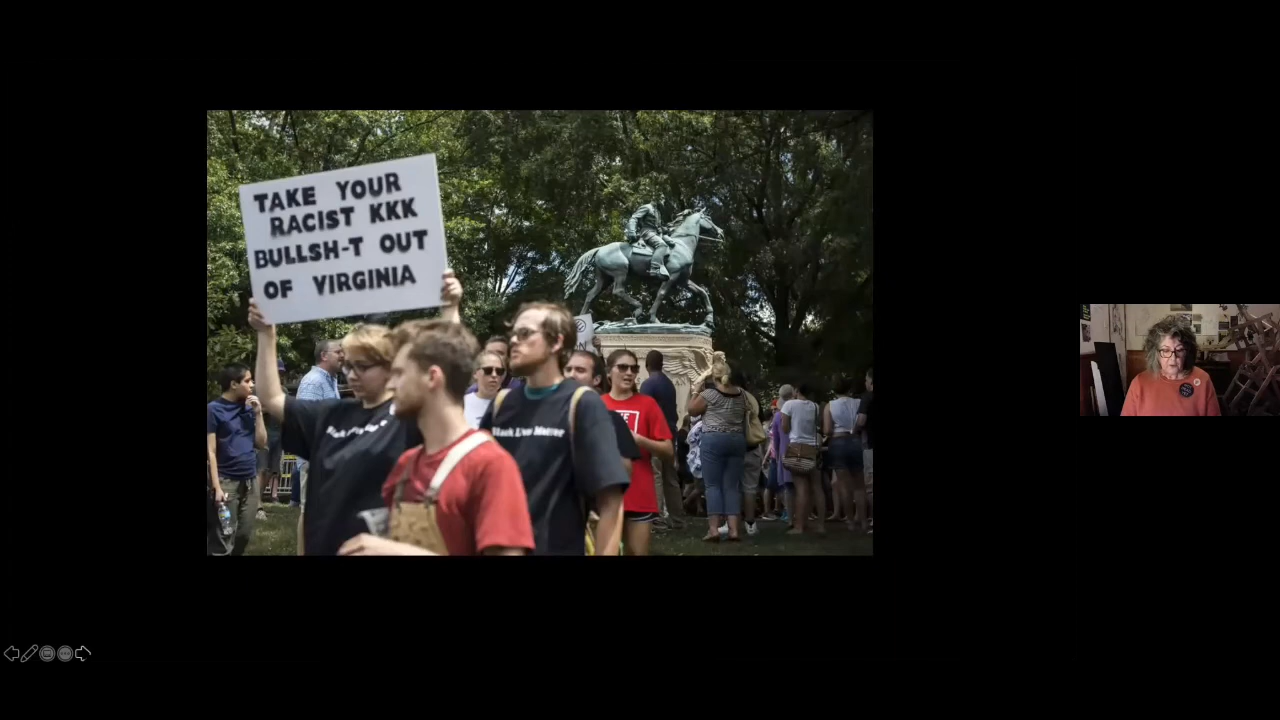 TAKE YOUR
RACIST KKK
BULLSH-T OUT
OF VIRGINIA
Black Lives Matter